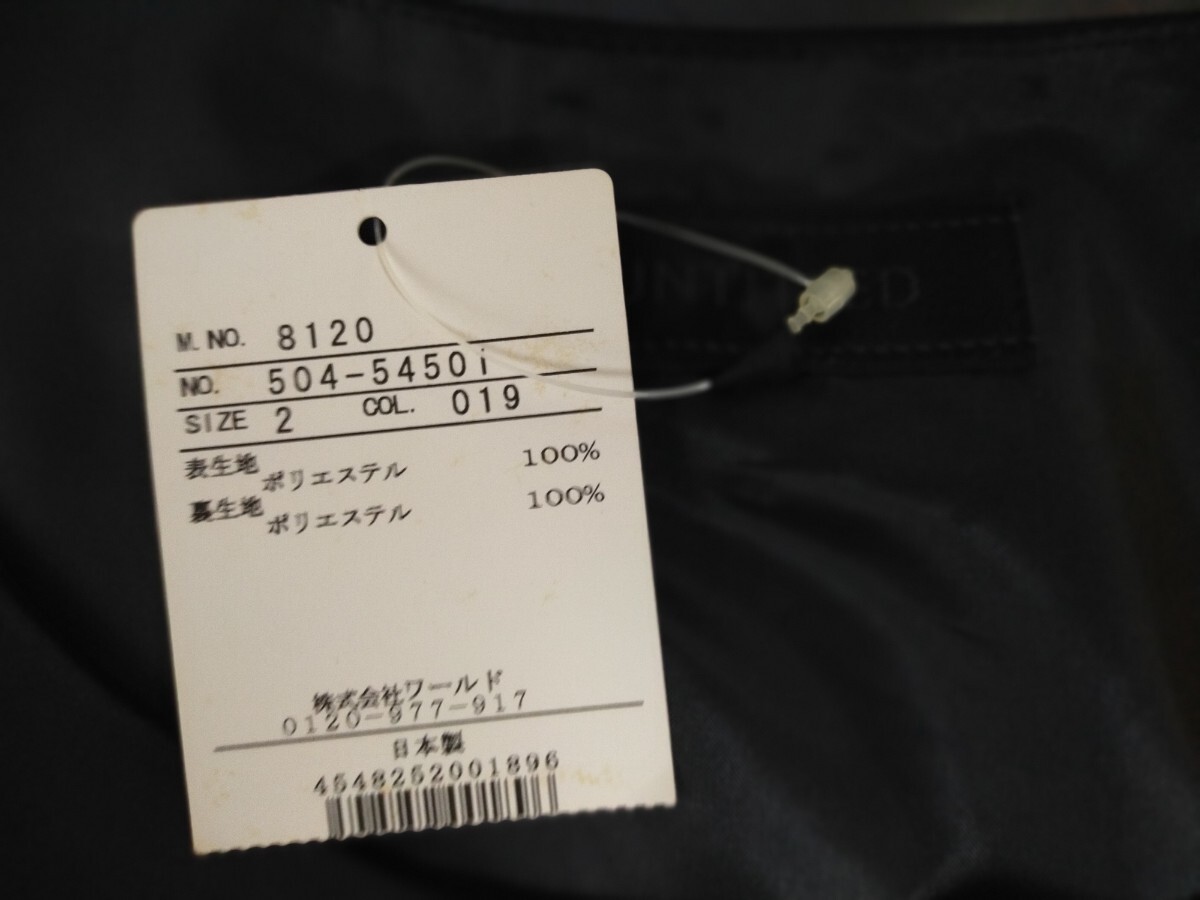 M. NO. 8120
NO. 504-5450i
SIZE 2 COL. 019
表生地 ポリエステル 100%
裏生地 ポリエステル 100%
株式会社ワールド
0120-977-917
日本製
4548252001896